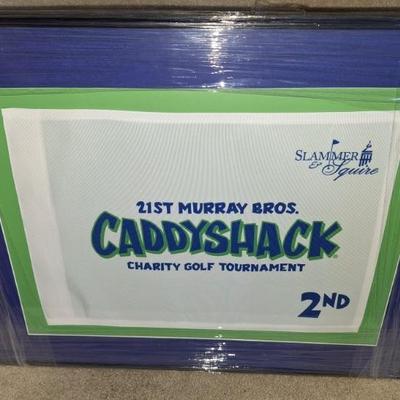 SLAMMER
& Squire
21ST MURRAY BROS.
CADDYSHACK
CHARITY GOLF TOURNAMENT
2ND